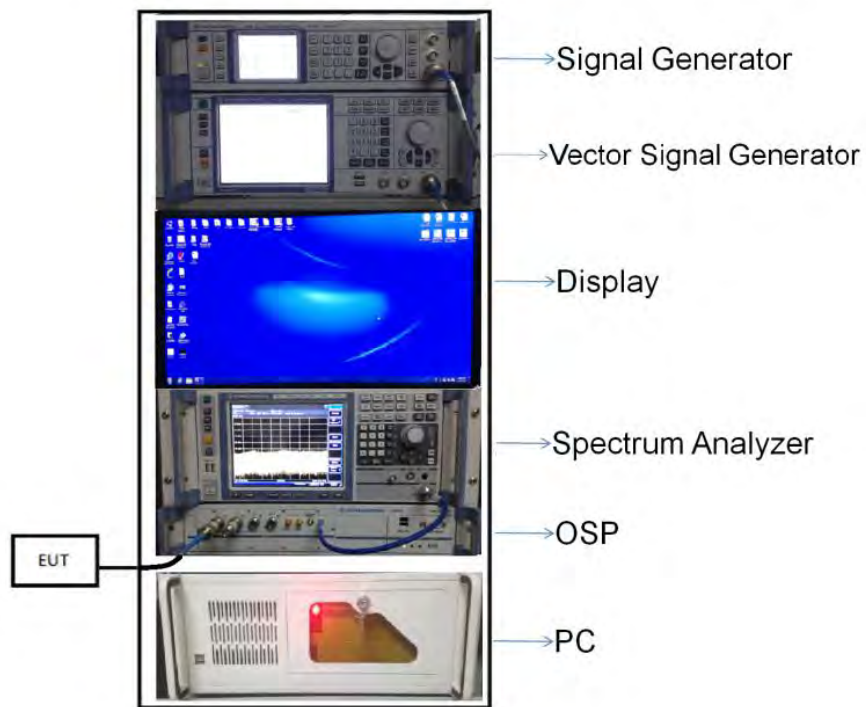 Signal Generator
Vector Signal Generator
Display
Spectrum Analyzer
OSP
EUT
PC